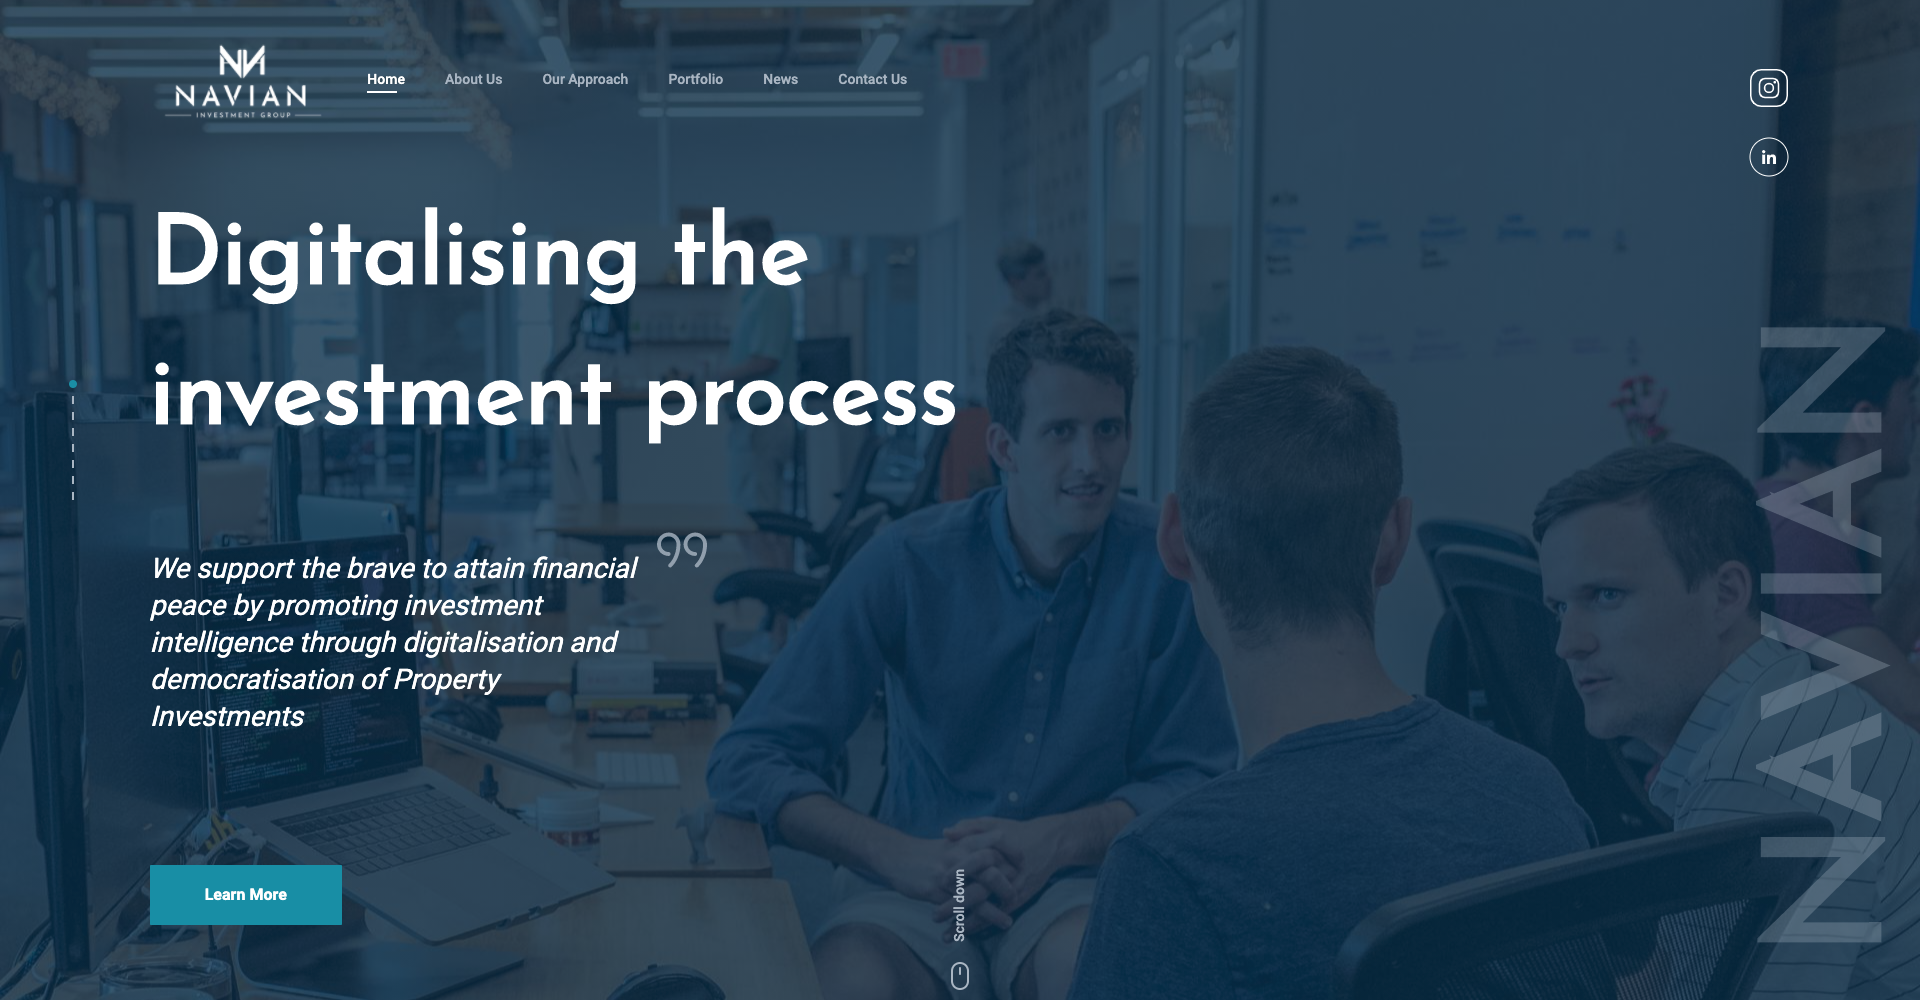 NAVIAN
INVESTMENT GROUP
Home
About Us
Our Approach
Portfolio
News
Contact Us
in
Digitalising the
investment process
We support the brave to attain financial
peace by promoting investment
intelligence through digitalisation and
democratisation of Property
Investments
”
Learn More
Scroll down
NAVIAN